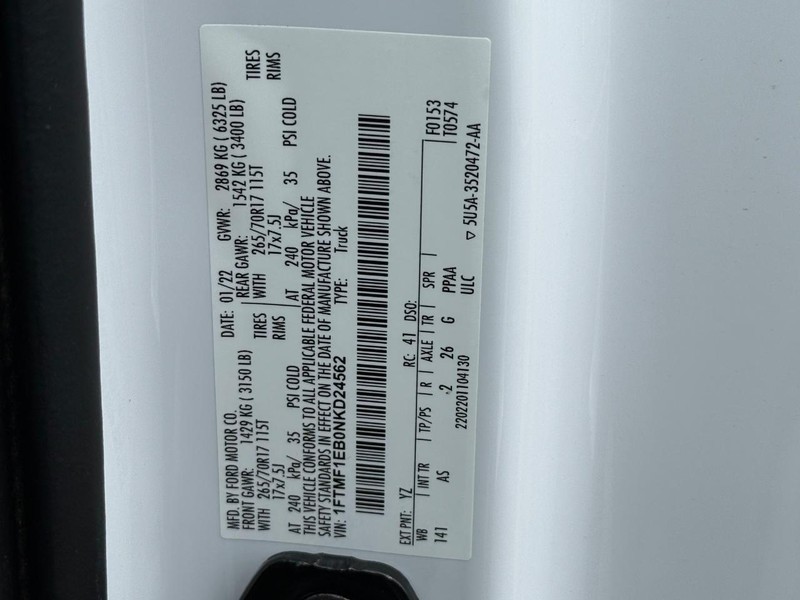 MFD. BY FORD MOTOR CO.
DATE: 01/22 GVWR: 2869 KG ( 6325 LB)
FRONT GAWR: 1429 KG ( 3150 LB) REAR GAWR: 1542 KG ( 3400 LB)
WITH 265/70R17 115T TIRES WITH 265/70R17 115T TIRES
17x7.5J RIMS 17x7.5J RIMS
AT 240 kPa/ 35 PSI COLD AT 240 kPa/ 35 PSI COLD
THIS VEHICLE CONFORMS TO ALL APPLICABLE FEDERAL MOTOR VEHICLE
SAFETY STANDARDS IN EFFECT ON THE DATE OF MANUFACTURE SHOWN ABOVE.
VIN: 1FTMF1EB0NKD24562 TYPE: Truck
F0153
EXT PNT: YZ RC: 41 DSO: T0574
WB INT TR TP/PS R AXLE TR SPR
141 AS 2 26 G PPAA
2202201104130 ULC
▽ 5U5A-3520472-AA